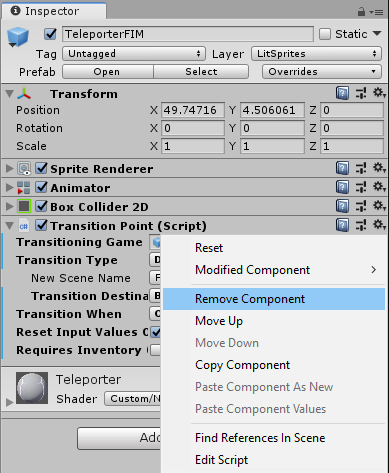 Inspector
TeleporterFIM Static
Tag Untagged Layer LitSprites
Prefab Open Select Overrides
Transform
Position X 49.74716 Y 4.506061 Z 0
Rotation X 0 Y 0 Z 0
Scale X 1 Y 1 Z 1
Sprite Renderer
Animator
Box Collider 2D
Transition Point (Script)
Transitioning Game
Transition Type D
New Scene Name F
Transition Destina B
Transition When O
Reset Input Values O
Requires Inventory C
Teleporter
Shader Custom/N
Add
Reset
Modified Component
Remove Component
Move Up
Move Down
Copy Component
Paste Component As New
Paste Component Values
Find References In Scene
Edit Script